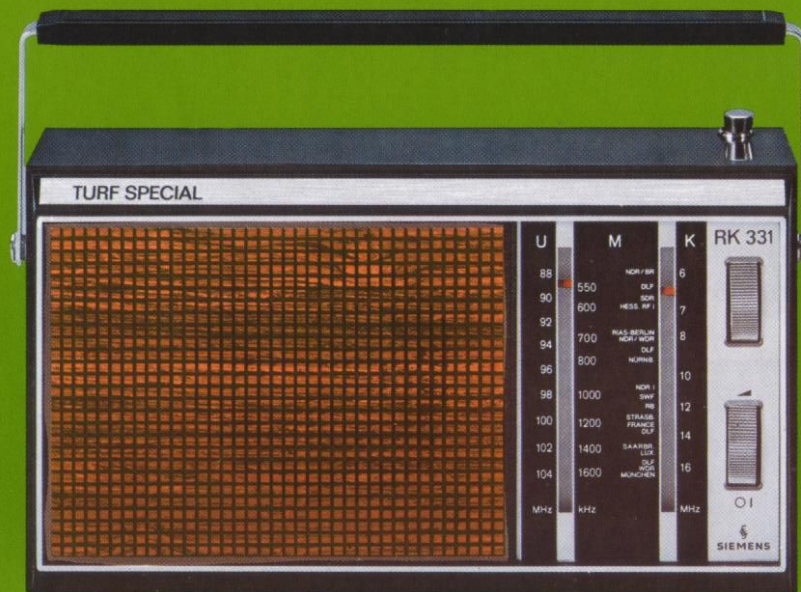 TURF SPECIAL
U M K
RK 331
88
90
92
94
96
98
100
102
104
MHz
550
600
700
800
1000
1200
1400
1600
kHz
NDR/BR
DLF
SDR
HESS. RF I
RIAS-BERLIN
NDR/WDR
DLF
NÜRNB.
NDR I
SWF
RB
STRASB.
FRANCE
DLF
SAARBR.
LUX.
DLF
WDR
MÜNCHEN
6
7
8
10
12
14
16
MHz
O I
SIEMENS